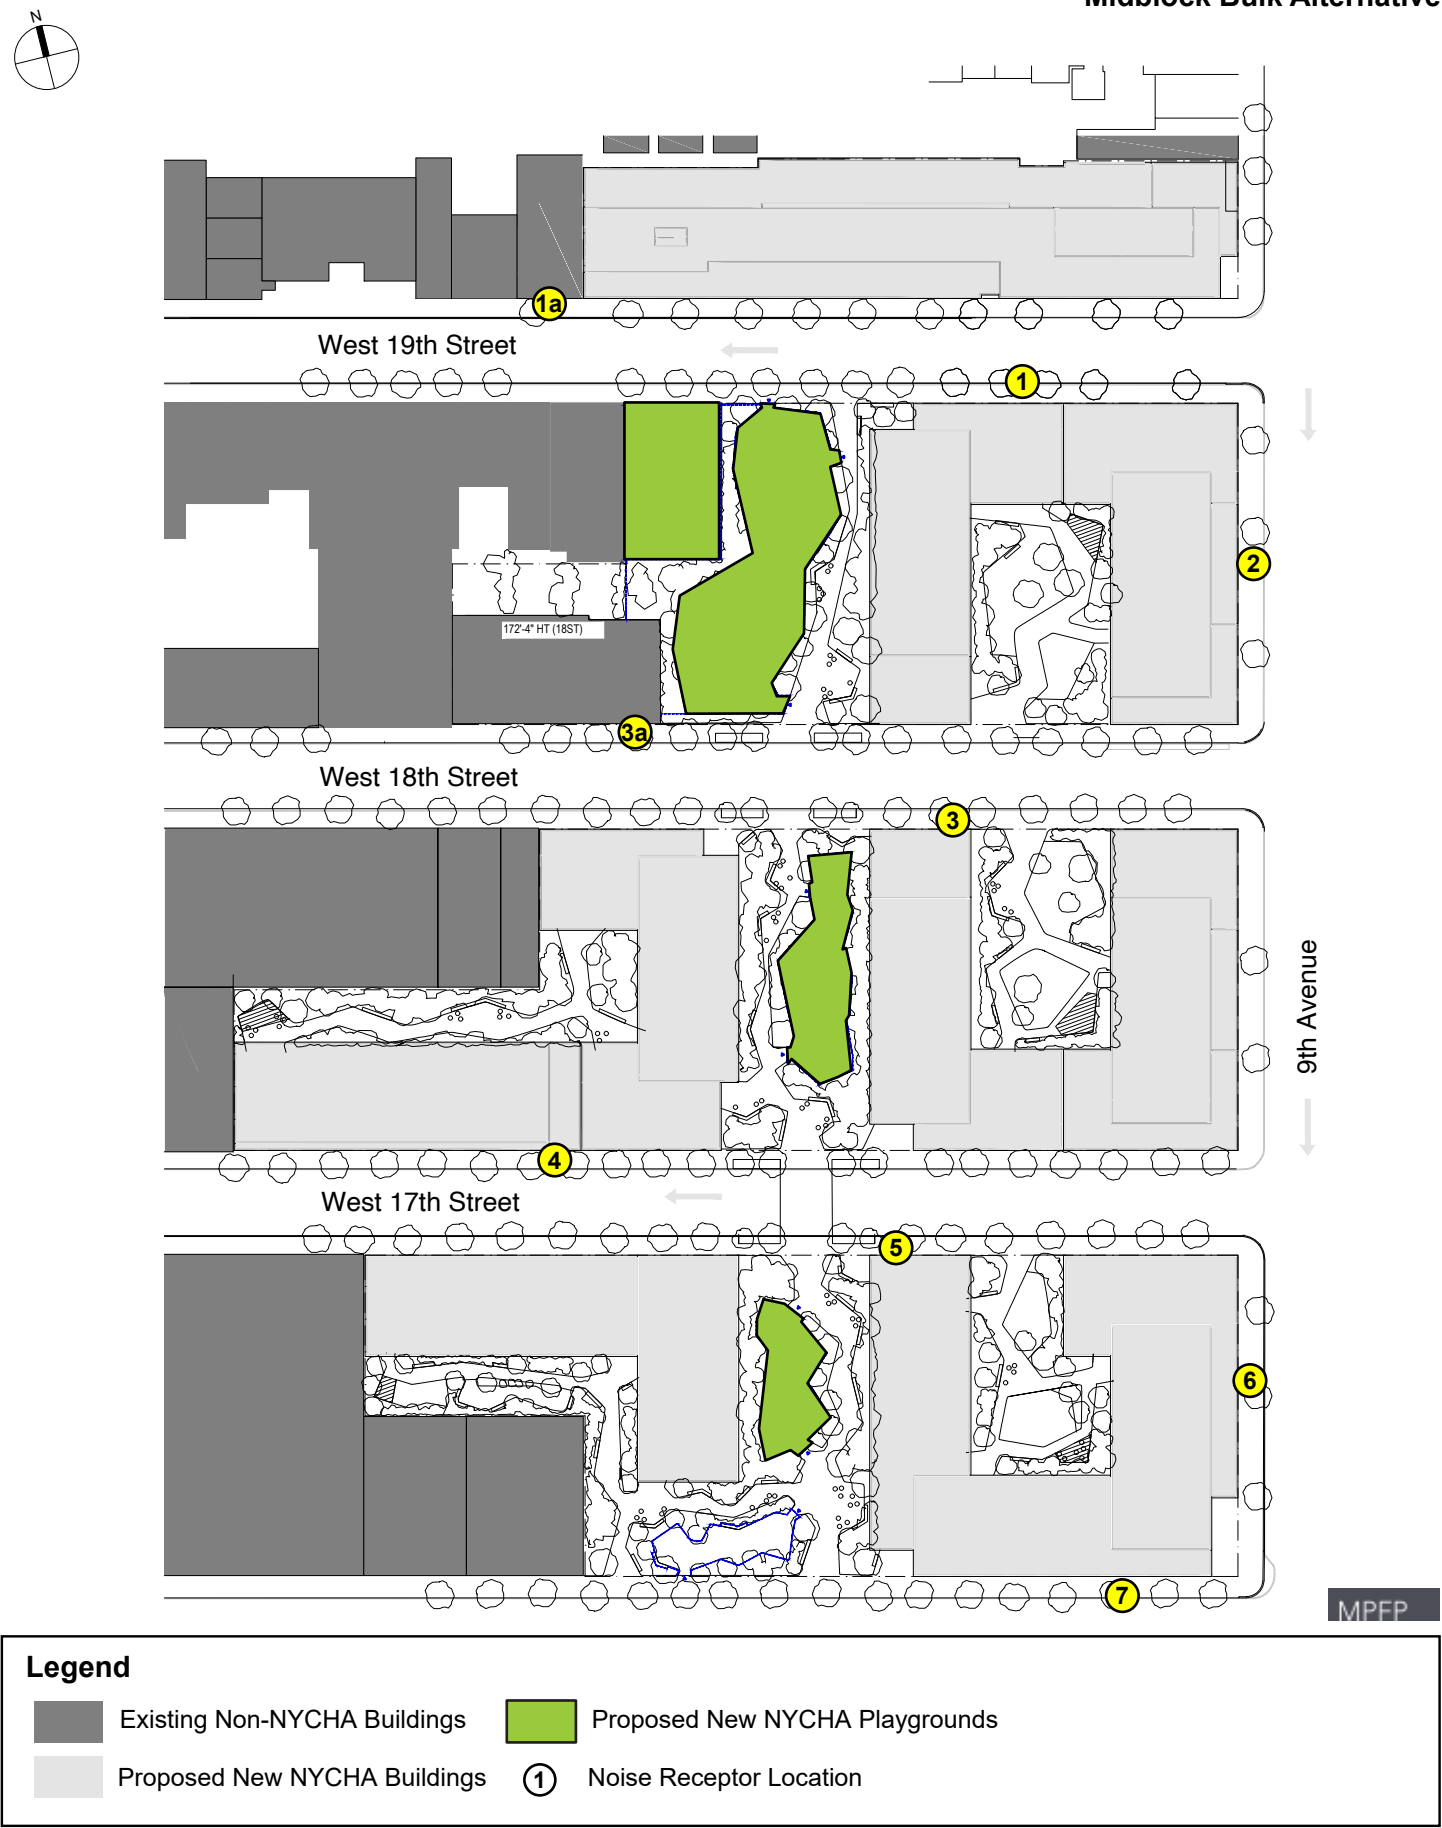 Midblock Bulk Alternative
N
1a
West 19th Street
1
2
172'-4" HT (18ST)
3a
West 18th Street
3
9th Avenue
4
West 17th Street
5
6
7
MPFP
Legend
Existing Non-NYCHA Buildings
Proposed New NYCHA Playgrounds
Proposed New NYCHA Buildings
1 Noise Receptor Location